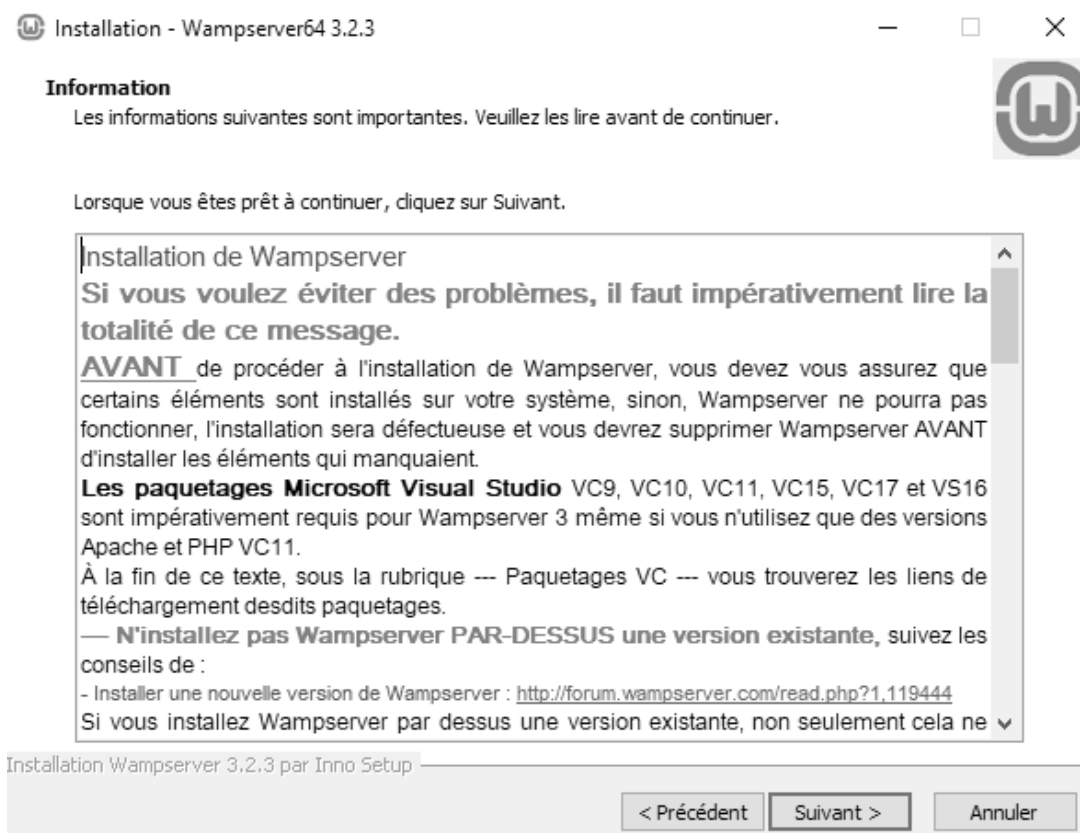 Installation - Wampserver64 3.2.3
Information
Les informations suivantes sont importantes. Veuillez les lire avant de continuer.
Lorsque vous êtes prêt à continuer, cliquez sur Suivant.
Installation de Wampserver
Si vous voulez éviter des problèmes, il faut impérativement lire la
totalité de ce message.
AVANT de procéder à l'installation de Wampserver, vous devez vous assurez que
certains éléments sont installés sur votre système, sinon, Wampserver ne pourra pas
fonctionner, l'installation sera défectueuse et vous devrez supprimer Wampserver AVANT
d'installer les éléments qui manquaient.
Les paquetages Microsoft Visual Studio VC9, VC10, VC11, VC15, VC17 et VS16
sont impérativement requis pour Wampserver 3 même si vous n'utilisez que des versions
Apache et PHP VC11.
À la fin de ce texte, sous la rubrique --- Paquetages VC --- vous trouverez les liens de
téléchargement desdits paquetages.
— N'installez pas Wampserver PAR-DESSUS une version existante, suivez les
conseils de :
- Installer une nouvelle version de Wampserver : http://forum.wampserver.com/read.php?1,119444
Si vous installez Wampserver par dessus une version existante, non seulement cela ne
Installation Wampserver 3.2.3 par Inno Setup
< Précédent Suivant > Annuler